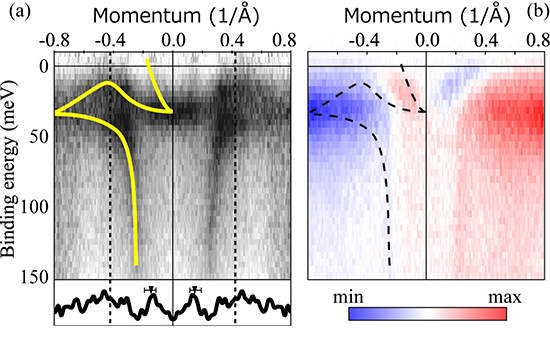 (a)
Momentum (1/Å)
-0.8 -0.4 0.0 0.4 0.8
Binding energy (meV)
0
50
100
150
Momentum (1/Å)
(b)
-0.4 0.0 0.4 0.8
min
max